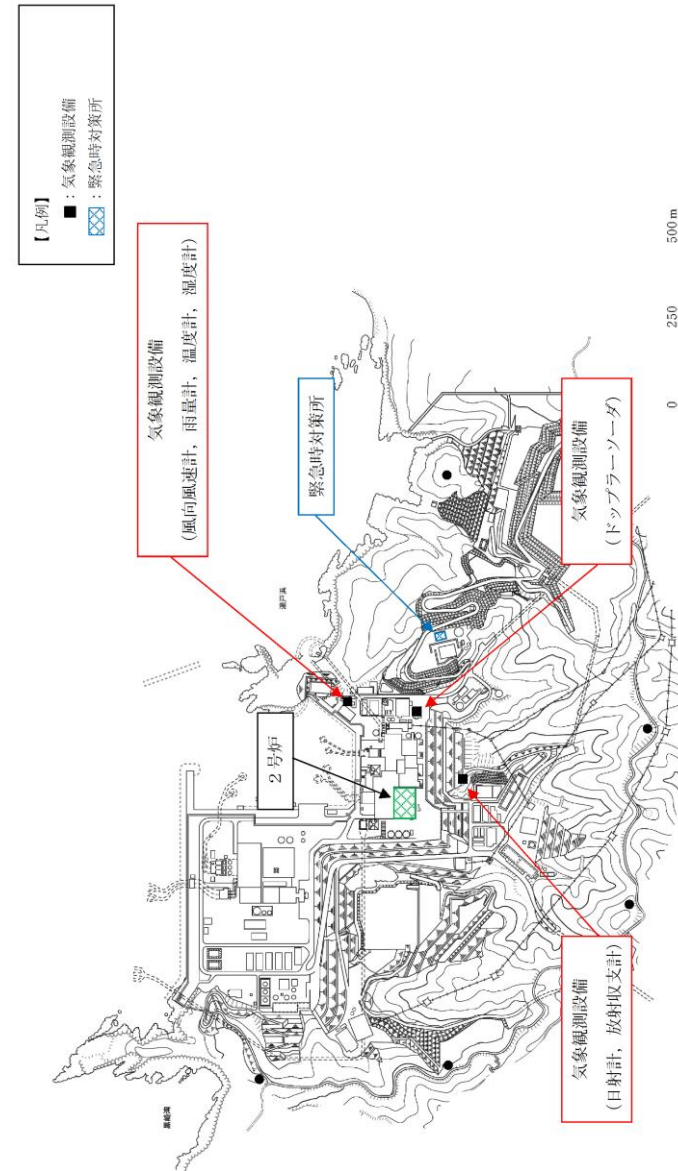 【凡例】
■：気象観測設備
：緊急時対策所
気象観測設備
(風向風速計，雨量計，温度計，湿度計)
緊急時対策所
2号炉
気象観測設備
(ドップラーソーダ)
気象観測設備
(日射計，放射収支計)
0 250 500m